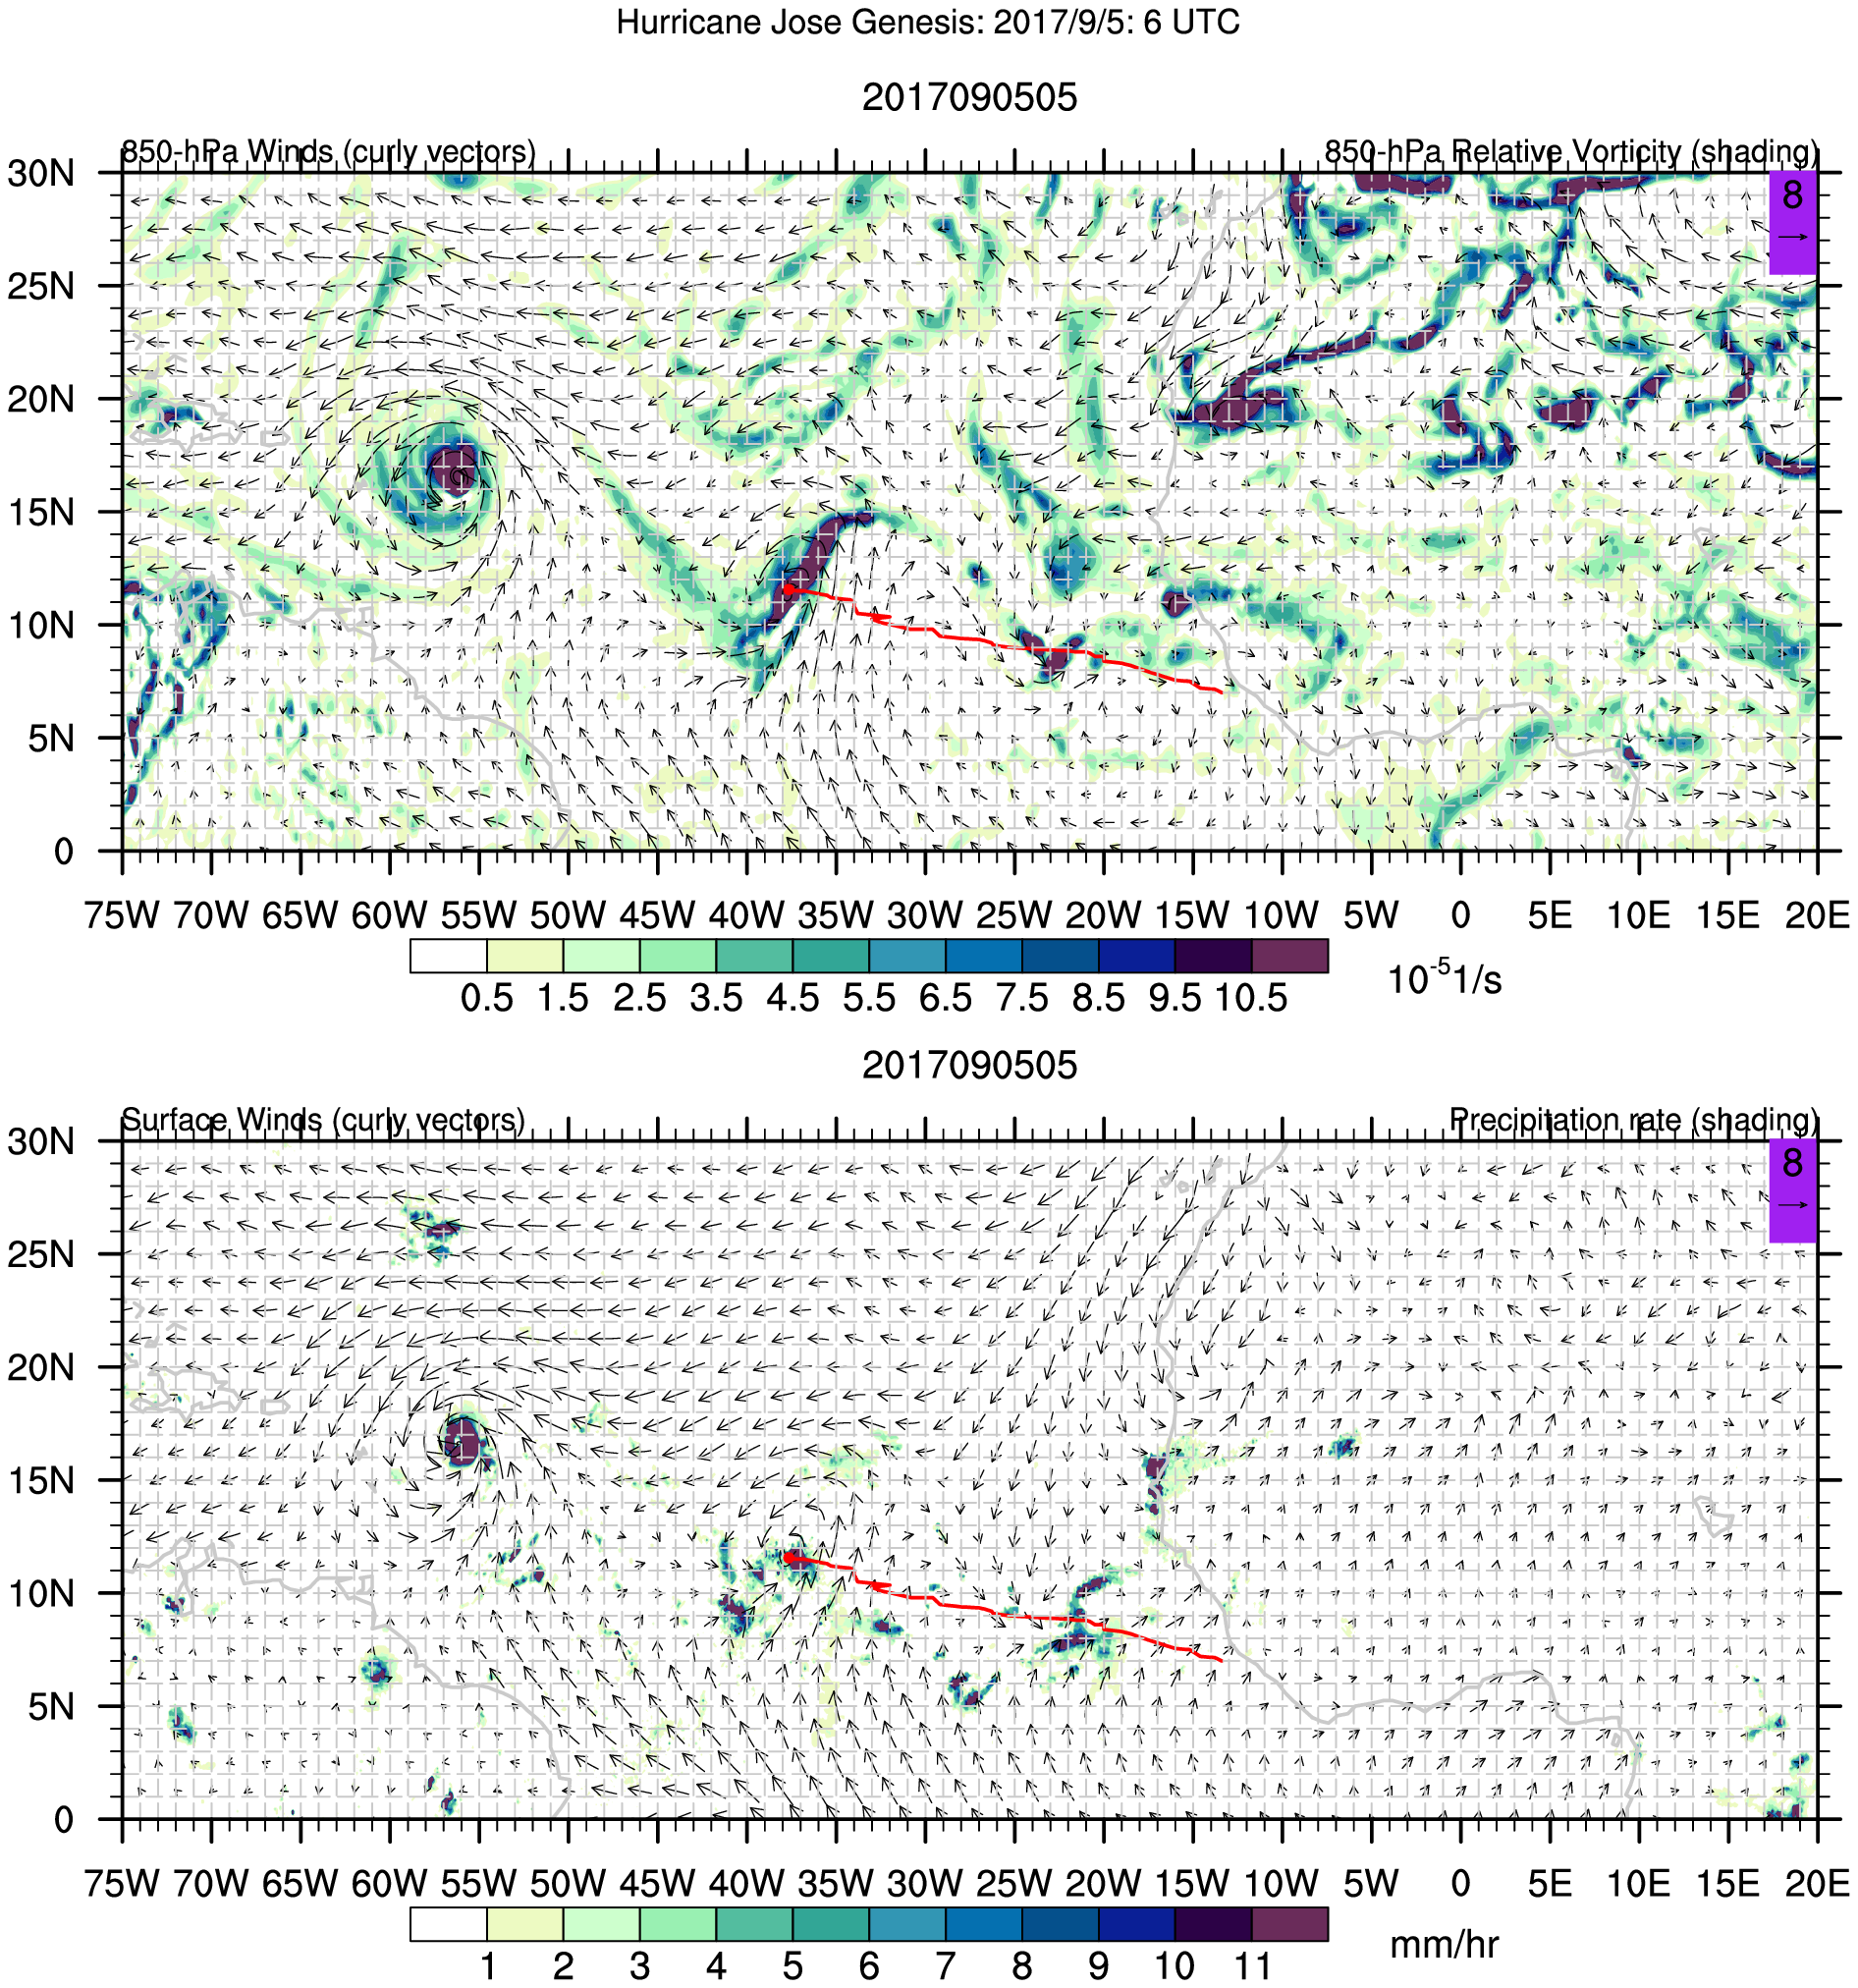 Hurricane Jose Genesis: 2017/9/5: 6 UTC
2017090505
850-hPa Winds (curly vectors) 850-hPa Relative Vorticity (shading)
8
30N
25N
20N
15N
10N
5N
0
75W 70W 65W 60W 55W 50W 45W 40W 35W 30W 25W 20W 15W 10W 5W 0 5E 10E 15E 20E
0.5 1.5 2.5 3.5 4.5 5.5 6.5 7.5 8.5 9.5 10.5
10⁻⁵1/s
2017090505
Surface Winds (curly vectors) Precipitation rate (shading)
8
30N
25N
20N
15N
10N
5N
0
75W 70W 65W 60W 55W 50W 45W 40W 35W 30W 25W 20W 15W 10W 5W 0 5E 10E 15E 20E
1 2 3 4 5 6 7 8 9 10 11
mm/hr